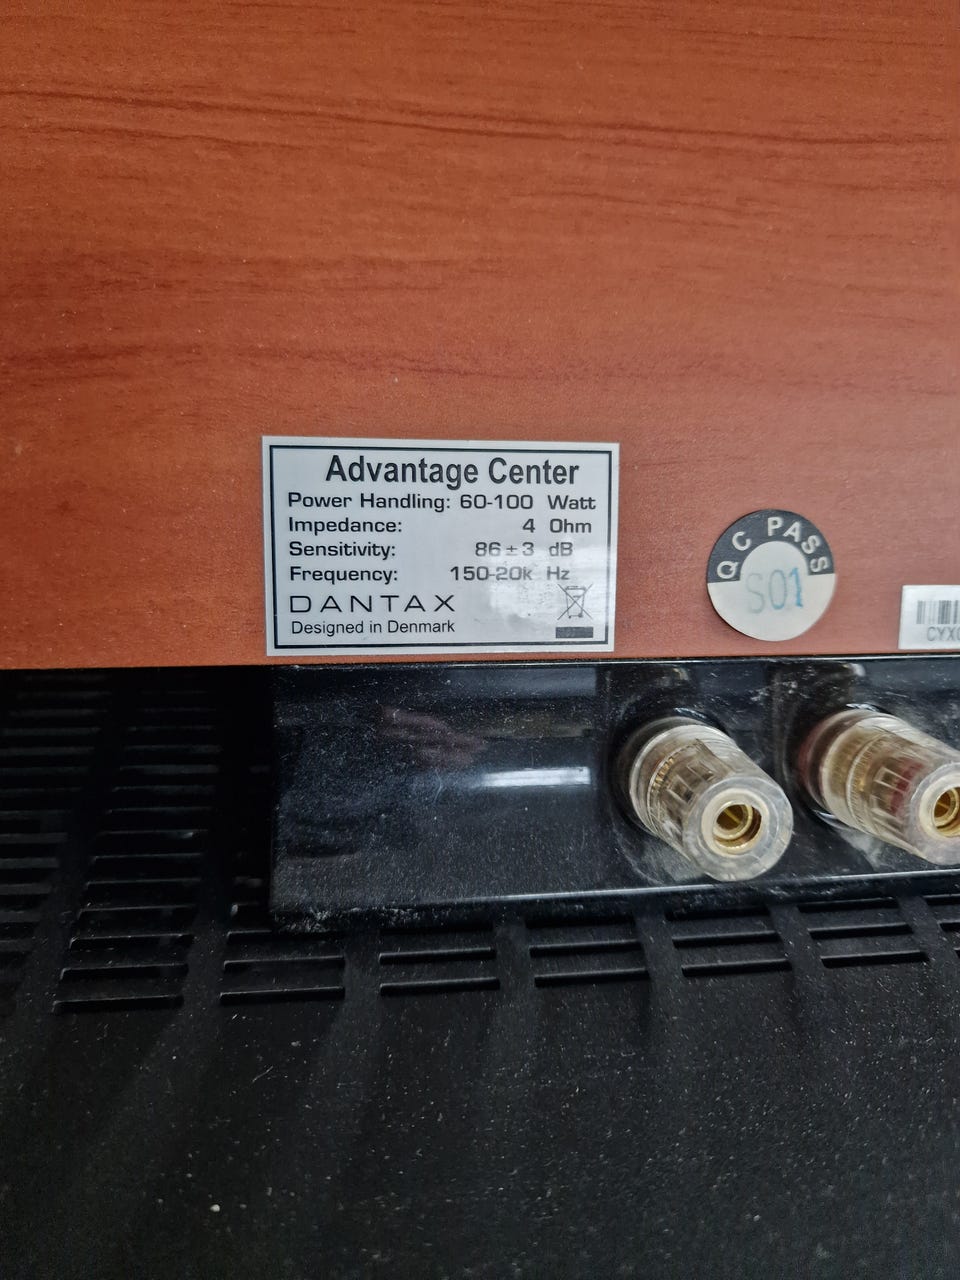 Advantage Center
Power Handling: 60-100 Watt
Impedance: 4 Ohm
Sensitivity: 86±3 dB
Frequency: 150-20k Hz
DANTAX
Designed in Denmark
QC PASS
S01